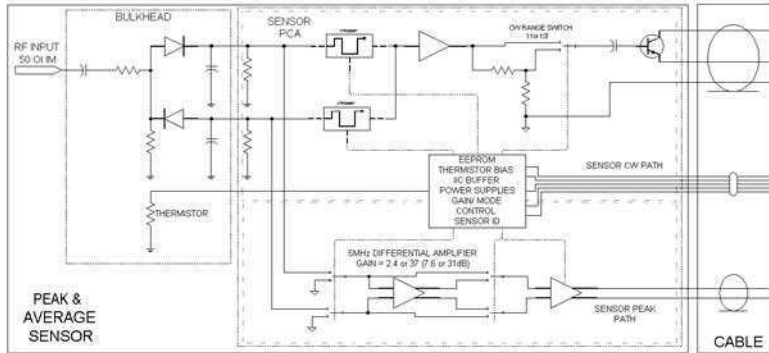 BULKHEAD
SENSOR
PCA
CW RANGE SWITCH
RF INPUT
50 OHM
EEPROM
THERMISTOR BIAS
IIC BUFFER
POWER SUPPLIES
GAIN/ MODE
CONTROL
SENSOR ID
SENSOR CW PATH
THERMISTOR
5MHz DIFFERENTIAL AMPLIFIER
GAIN = 2.4 or 37 (7.6 or 31dB)
SENSOR PEAK
PATH
PEAK &
AVERAGE
SENSOR
CABLE